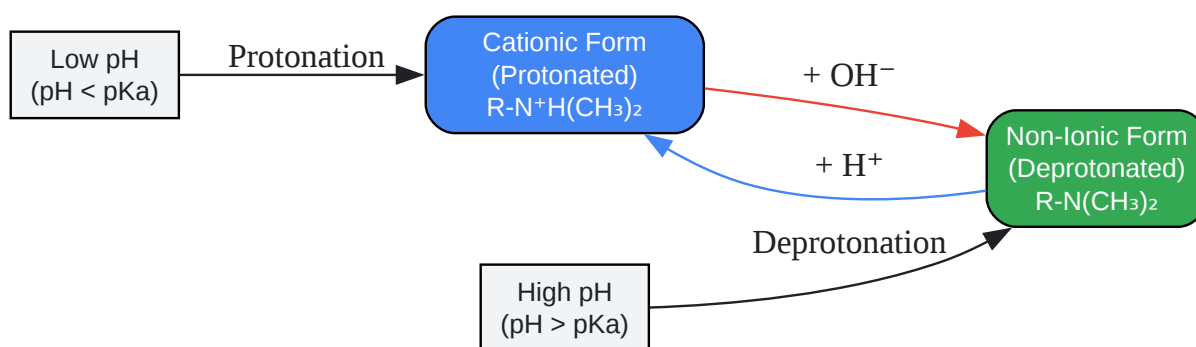 Low pH
(pH < pKa)
Protonation
Cationic Form
(Protonated)
R-N⁺H(CH₃)₂
+ OH⁻
+ H⁺
Non-Ionic Form
(Deprotonated)
R-N(CH₃)₂
Deprotonation
High pH
(pH > pKa)